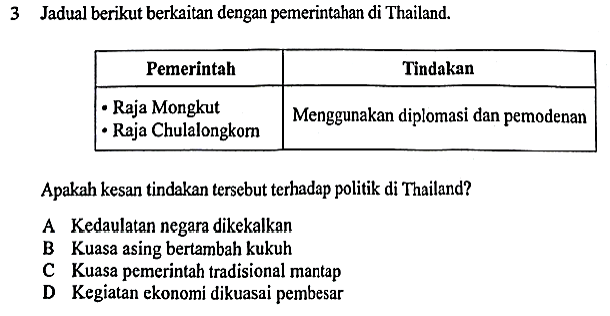 3 Jadual berikut berkaitan dengan pemerintahan di Thailand.
Pemerintah
Tindakan
• Raja Mongkut
• Raja Chulalongkorn
Menggunakan diplomasi dan pemodenan
Apakah kesan tindakan tersebut terhadap politik di Thailand?
A Kedaulatan negara dikekalkan
B Kuasa asing bertambah kukuh
C Kuasa pemerintah tradisional mantap
D Kegiatan ekonomi dikuasai pembesar